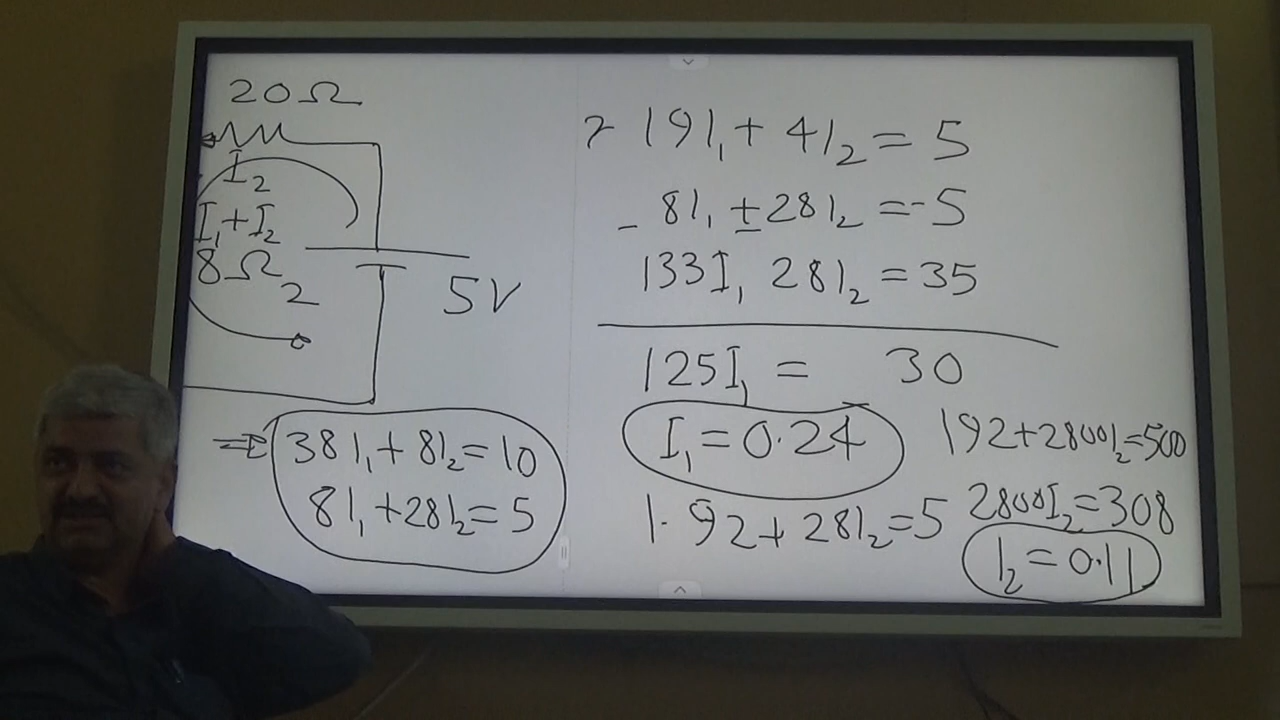 20Ω
I₂
I₁+I₂
8Ω
2
5V
⇒ 38I₁+8I₂=10
8I₁+28I₂=5
19I₁+4I₂=5
- 8I₁±28I₂=-5
133I₁ 28I₂=35
125I₁ = 30
I₁=0.24
1.92+28I₂=5
192+2800I₂=500
2800I₂=308
I₂=0.11